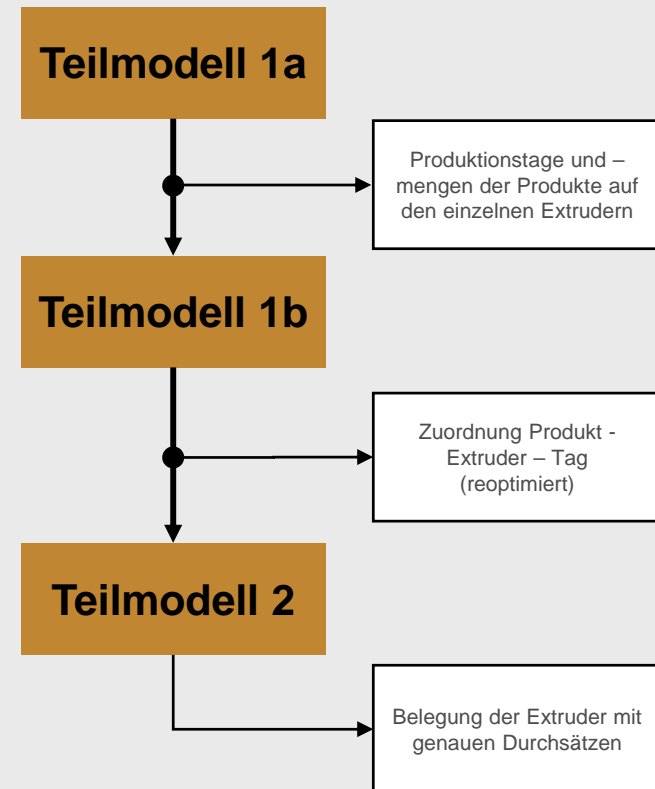 Teilmodell 1a
Produktionstage und –
mengen der Produkte auf
den einzelnen Extrudern
Teilmodell 1b
Zuordnung Produkt -
Extruder – Tag
(reoptimiert)
Teilmodell 2
Belegung der Extruder mit
genauen Durchsätzen